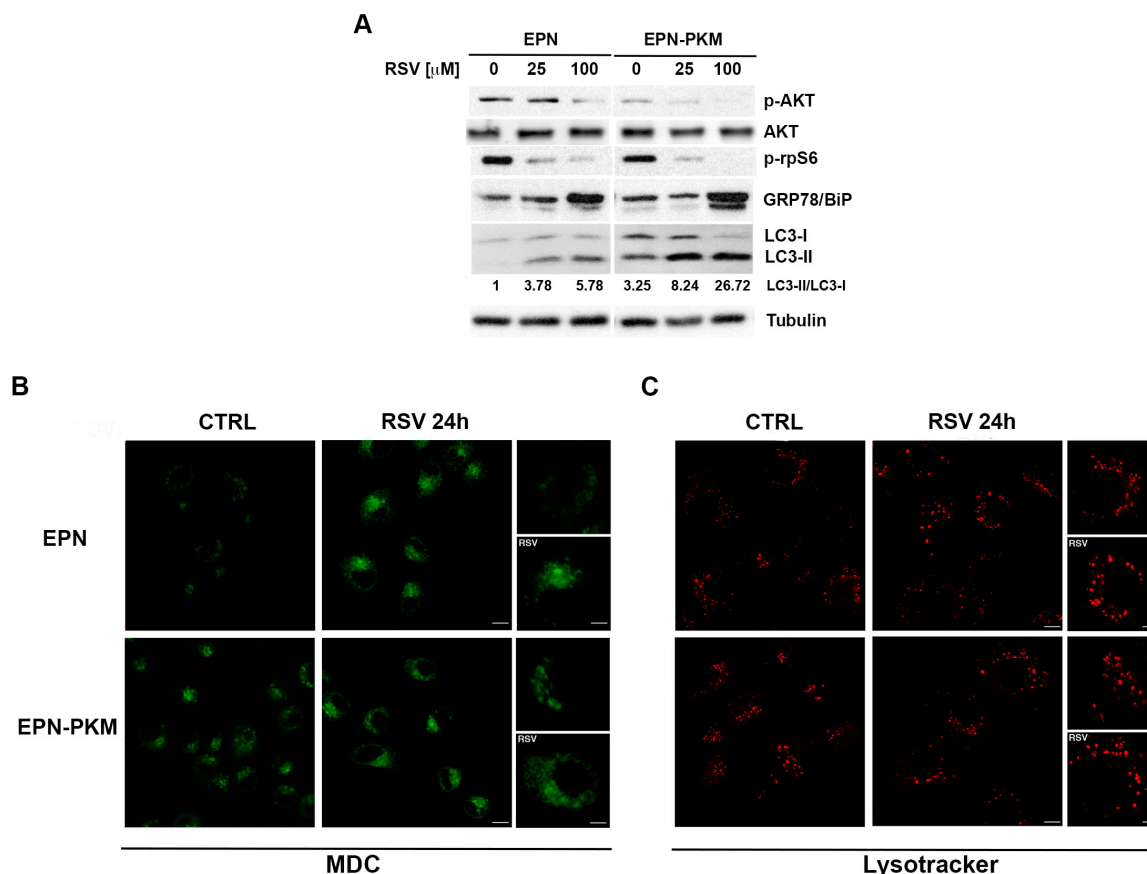 A
EPN EPN-PKM
RSV [μM] 0 25 100 0 25 100
p-AKT
AKT
p-rpS6
GRP78/BiP
LC3-I
LC3-II
1 3.78 5.78 3.25 8.24 26.72 LC3-II/LC3-I
Tubulin
B
CTRL RSV 24h
EPN
RSV
EPN-PKM
RSV
MDC
C
CTRL RSV 24h
RSV
RSV
Lysotracker